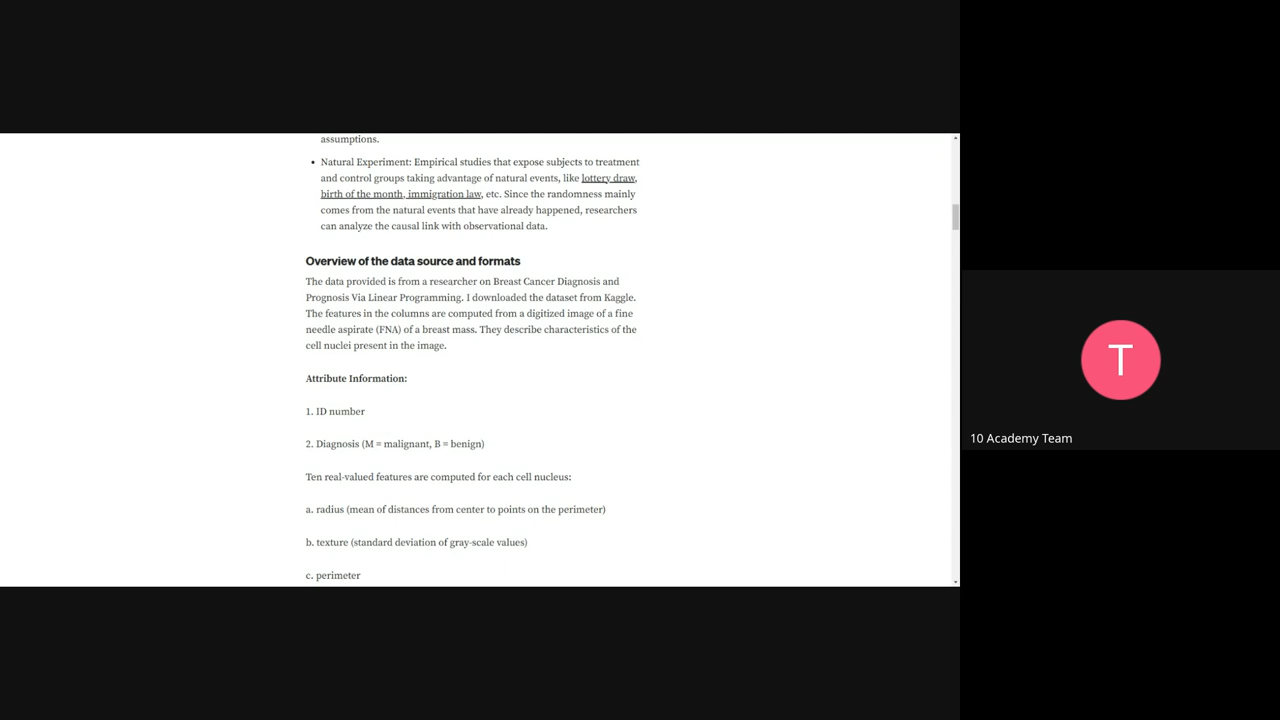 assumptions.
• Natural Experiment: Empirical studies that expose subjects to treatment
and control groups taking advantage of natural events, like lottery draw,
birth of the month, immigration law, etc. Since the randomness mainly
comes from the natural events that have already happened, researchers
can analyze the causal link with observational data.
Overview of the data source and formats
The data provided is from a researcher on Breast Cancer Diagnosis and
Prognosis Via Linear Programming. I downloaded the dataset from Kaggle.
The features in the columns are computed from a digitized image of a fine
needle aspirate (FNA) of a breast mass. They describe characteristics of the
cell nuclei present in the image.
Attribute Information:
1. ID number
2. Diagnosis (M = malignant, B = benign)
Ten real-valued features are computed for each cell nucleus:
a. radius (mean of distances from center to points on the perimeter)
b. texture (standard deviation of gray-scale values)
c. perimeter
T
10 Academy Team